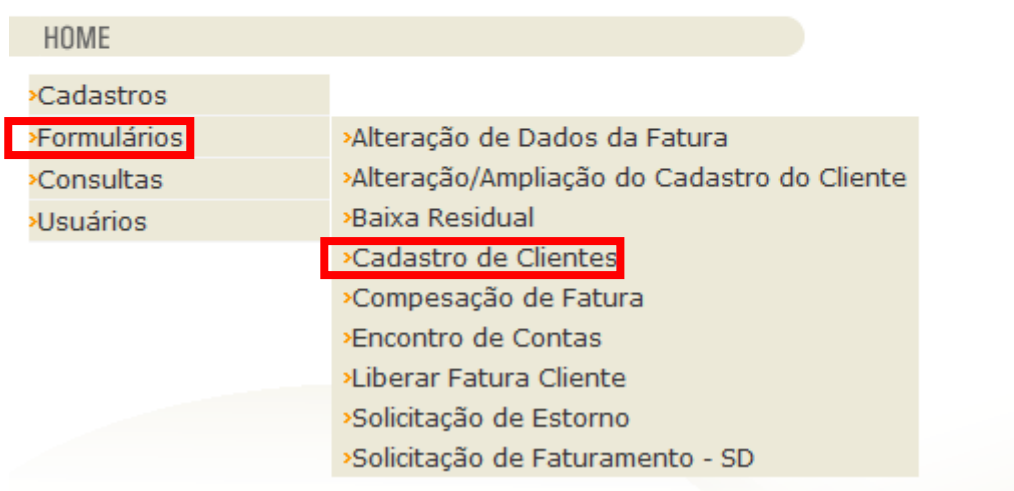 HOME
›Cadastros
›Formulários
›Consultas
›Usuários
›Alteração de Dados da Fatura
›Alteração/Ampliação do Cadastro do Cliente
›Baixa Residual
›Cadastro de Clientes
›Compesação de Fatura
›Encontro de Contas
›Liberar Fatura Cliente
›Solicitação de Estorno
›Solicitação de Faturamento - SD